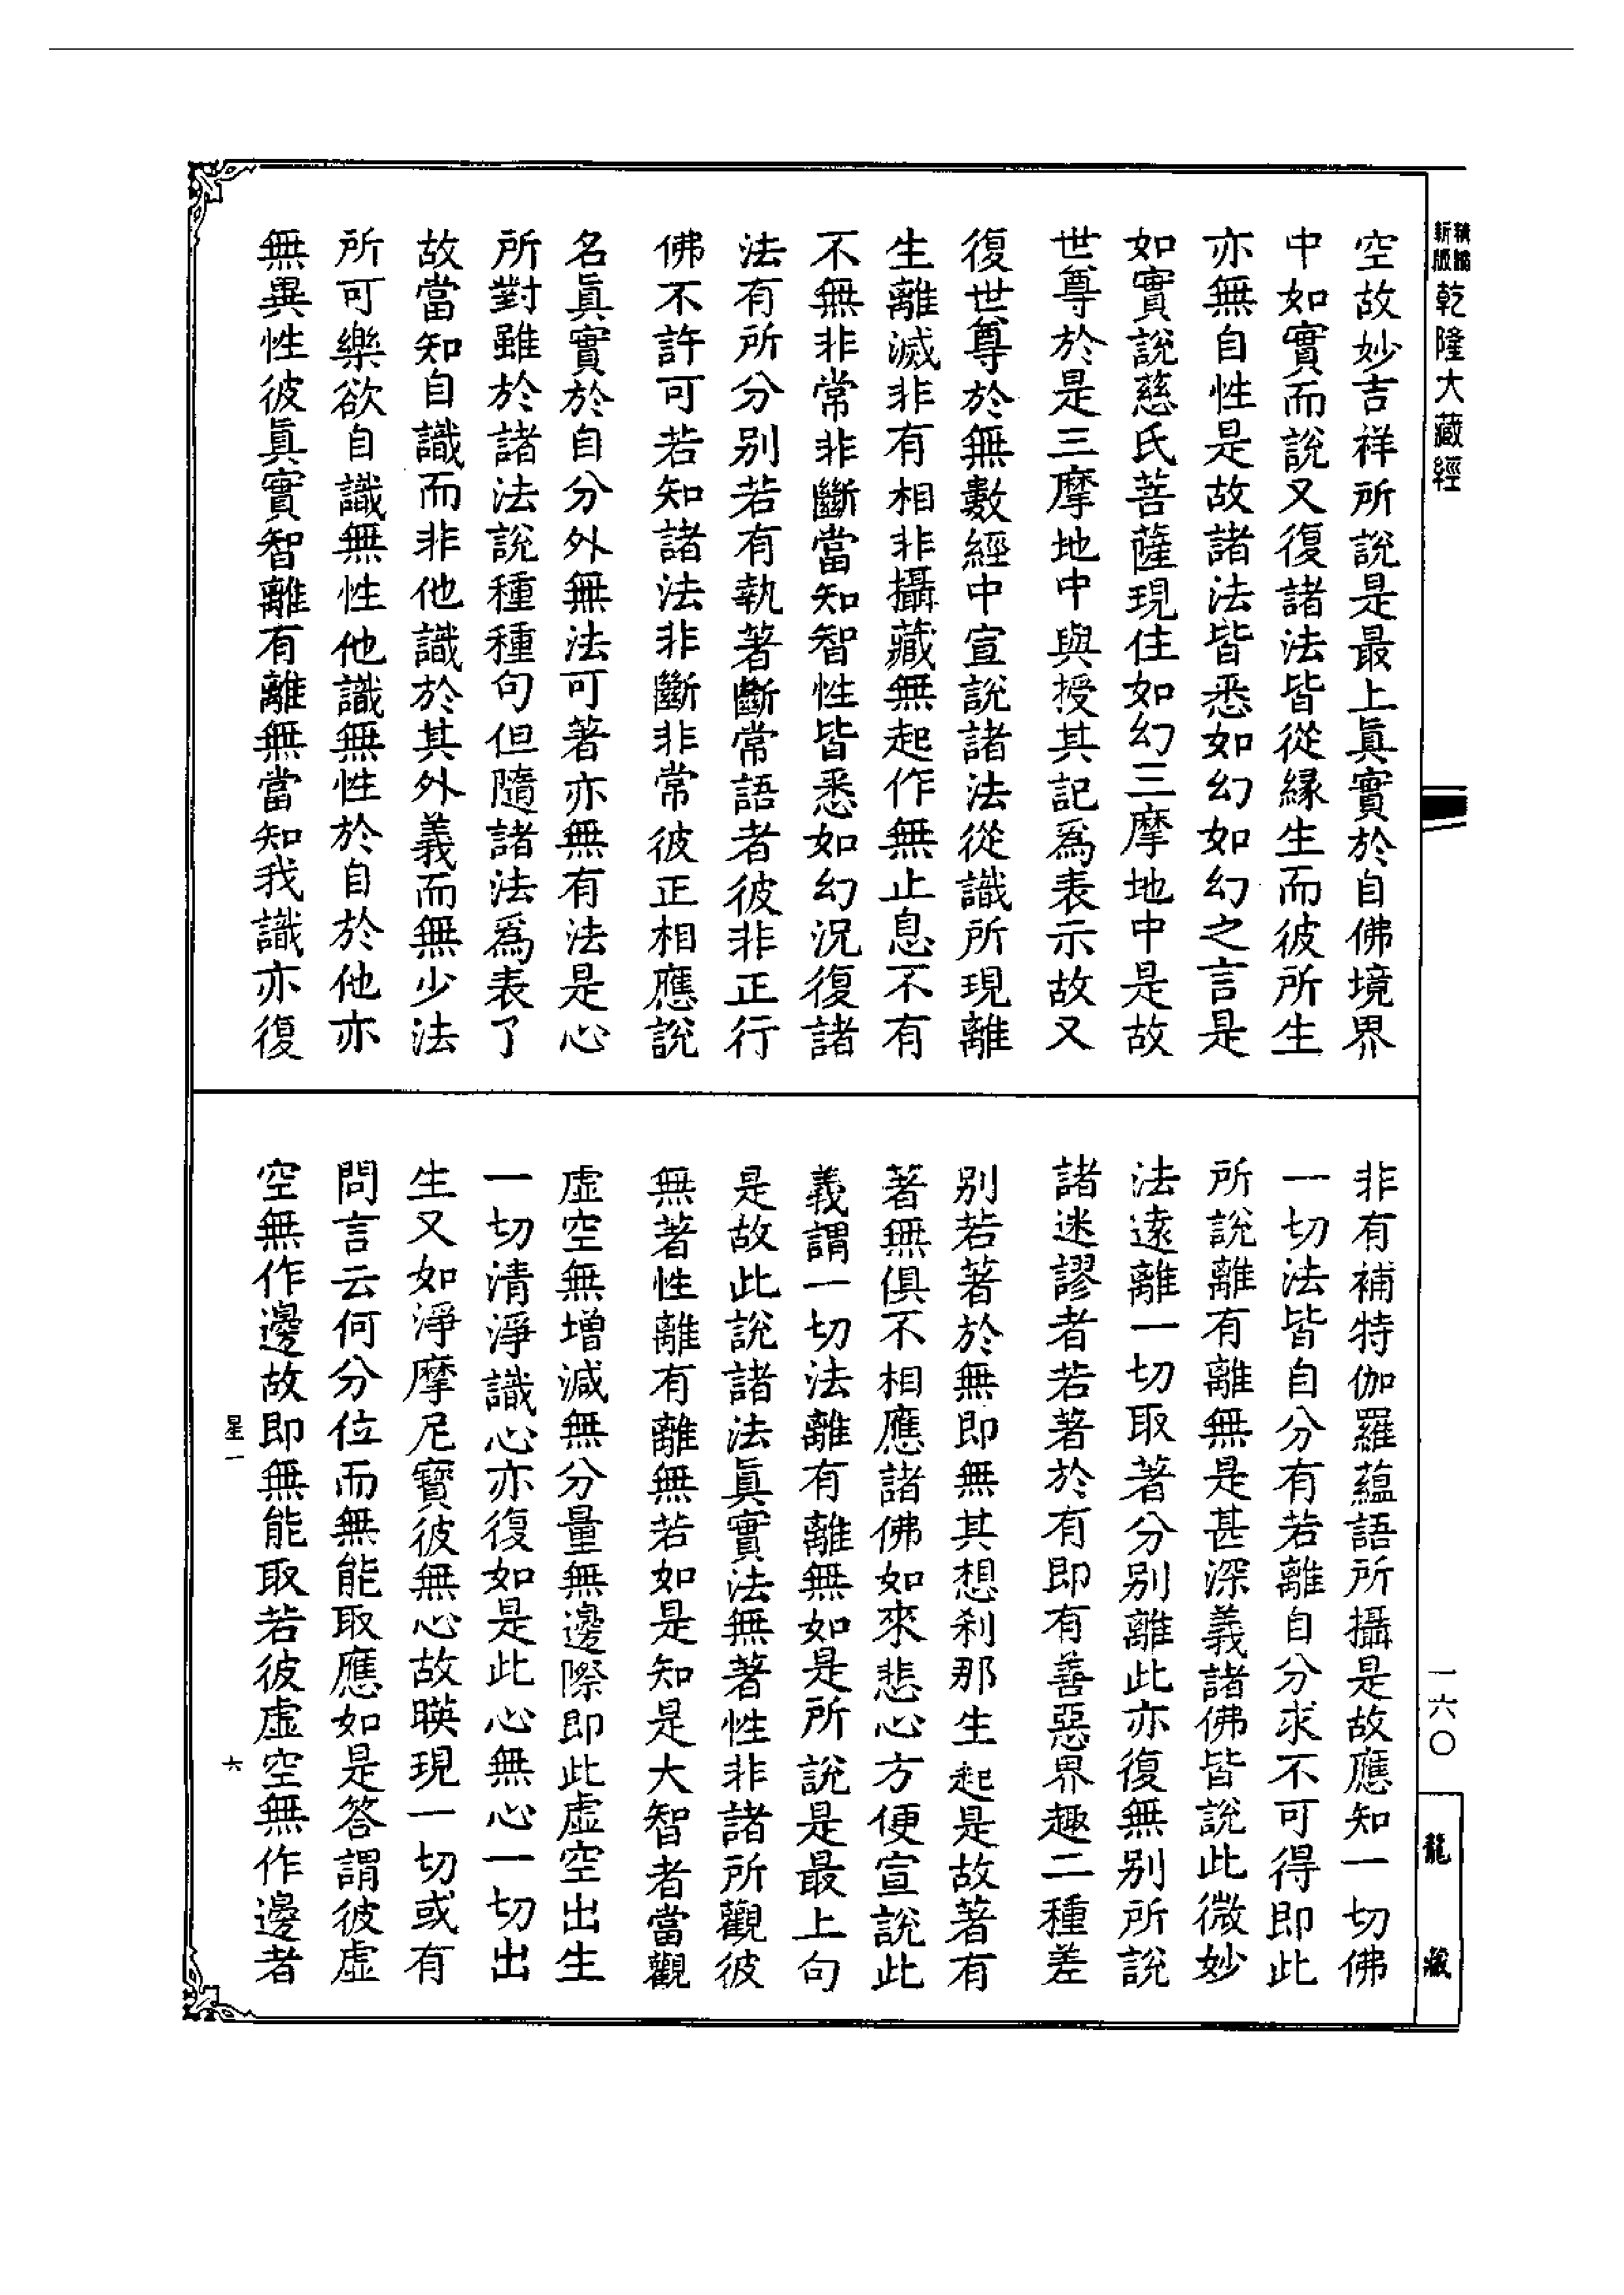 精縮新版乾隆大藏經
一六〇
龍藏
空故妙吉祥所說是最上眞實於自佛境界
中如實而說又復諸法皆從緣生而彼所生
亦無自性是故諸法皆悉如幻如幻之言是
如實說慈氏菩薩現住如幻三摩地中是故
世尊於是三摩地中與授其記爲表示故又
復世尊於無數經中宣說諸法從識所現離
生離滅非有相非攝藏無起作無止息不有
不無非常非斷當知智性皆悉如幻況復諸
法有所分別若有執著斷常語者彼非正行
佛不許可若知諸法非斷非常彼正相應說
名眞實於自分外無法可著亦無有法是心
所對雖於諸法說種種句但隨諸法爲表了
故當知自識而非他識於其外義而無少法
所可樂欲自識無性他識無性於自於他亦
無異性彼眞實智離有離無當知我識亦復
非有補特伽羅蘊語所攝是故應知一切佛
一切法皆自分有若離自分求不可得即此
所說離有離無是甚深義諸佛皆說此微妙
法遠離一切取著分別離此亦復無別所說
諸迷謬者若著於有即有善惡界趣二種差
別若著於無即無其想刹那生起是故著有
著無俱不相應諸佛如來悲心方便宣說此
義謂一切法離有離無如是所說是最上句
是故此說諸法眞實法無著性非諸所觀彼
無著性離有離無若如是知是大智者當觀
虛空無增減無分量無邊際即此虛空出生
一切清淨識心亦復如是此心無心一切出
生又如淨摩尼寶彼無心故暎現一切或有
問言云何分位而無能取應如是答謂彼虛
空無作邊故即無能取若彼虛空無作邊者
星一
六